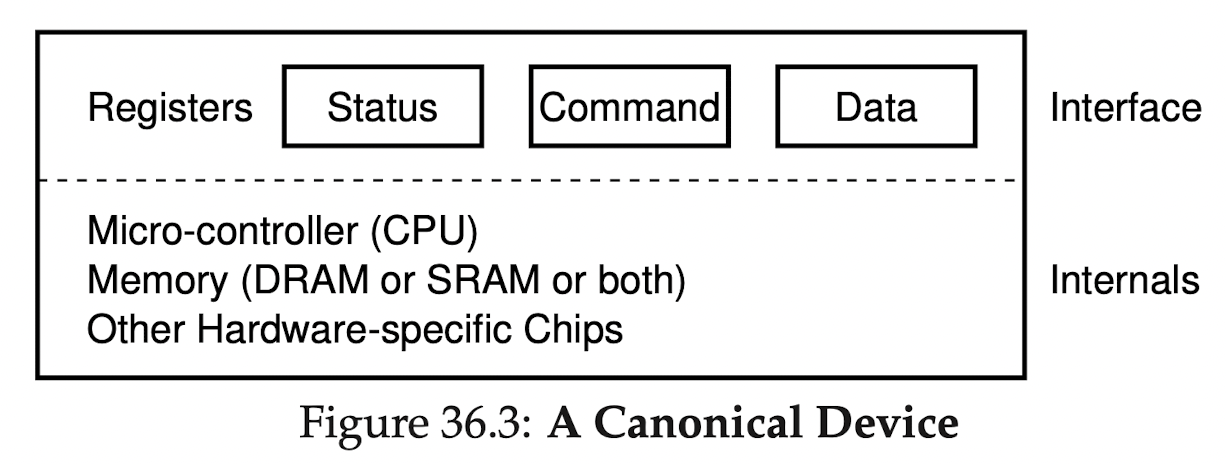 Registers Status Command Data Interface
Micro-controller (CPU)
Memory (DRAM or SRAM or both) Internals
Other Hardware-specific Chips
Figure 36.3: A Canonical Device